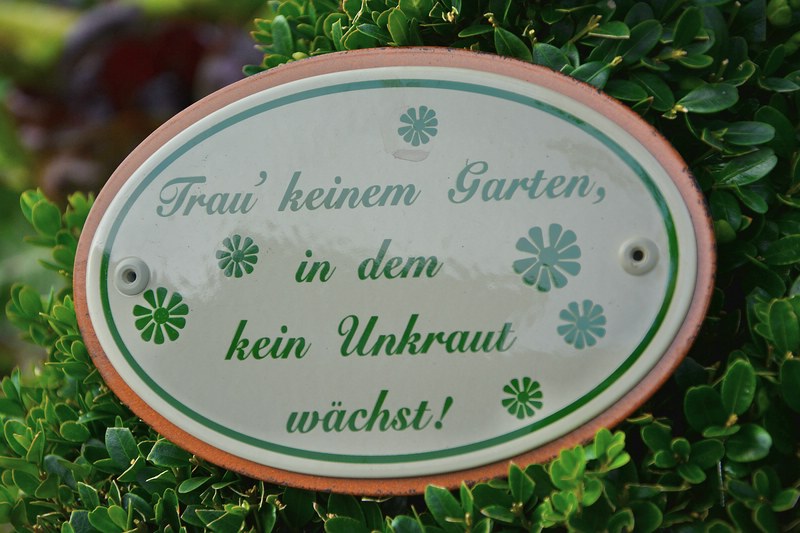 Trau' keinem Garten,
in dem
kein Unkraut
wächst!